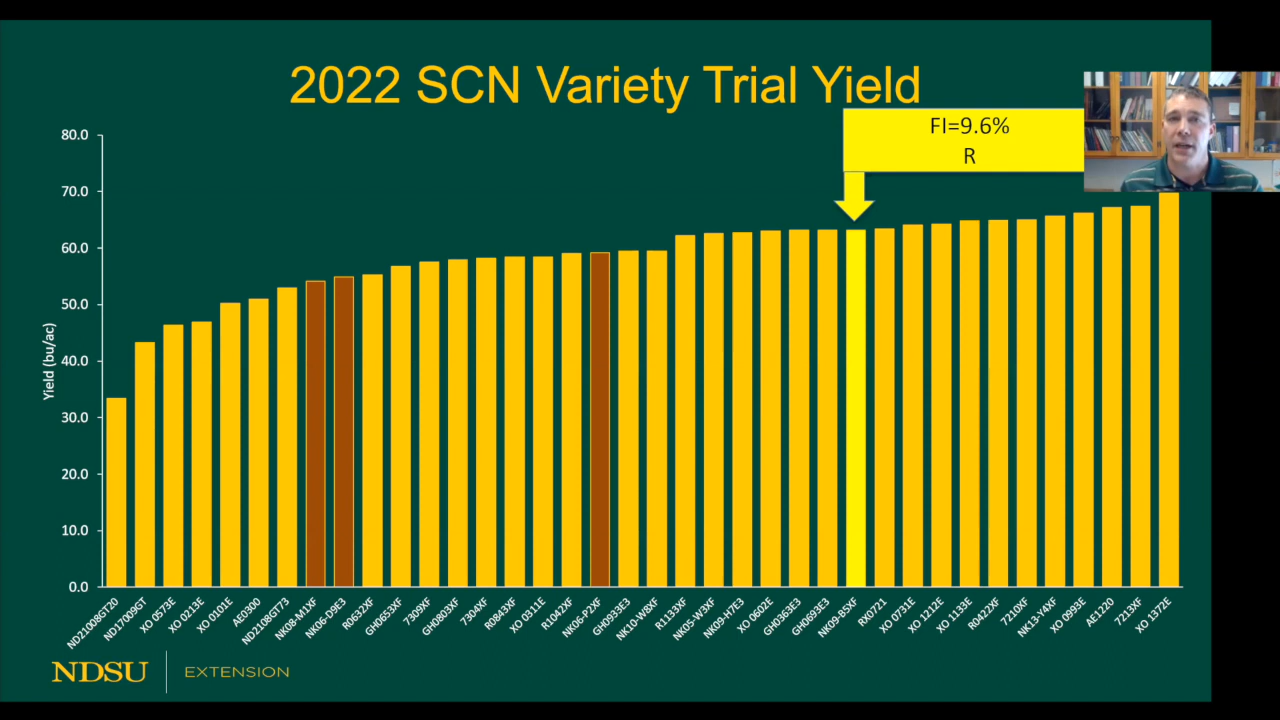 2022 SCN Variety Trial Yield
FI=9.6%
R
80.0
70.0
60.0
50.0
40.0
30.0
20.0
10.0
0.0
Yield (bu/ac)
ND21008GT20
ND17009GT
XO 0573E
XO 0213E
XO 0101E
AE0300
ND2108GT73
NK08-M1XF
NK06-D9E3
R0632XF
GH0653XF
7309XF
GH0803XF
7304XF
R0843XF
XO 0311E
R1042XF
NK06-P2XF
GH0933E3
NK10-W8XF
R1133XF
NK05-W3XF
NK09-H7E3
XO 0602E
GH0363E3
GH0693E3
NK09-B5XF
RX0721
XO 0731E
XO 1212E
XO 1133E
R0422XF
7210XF
NK13-Y4XF
XO 0993E
AE1220
7213XF
XO 1372E
NDSU
EXTENSION